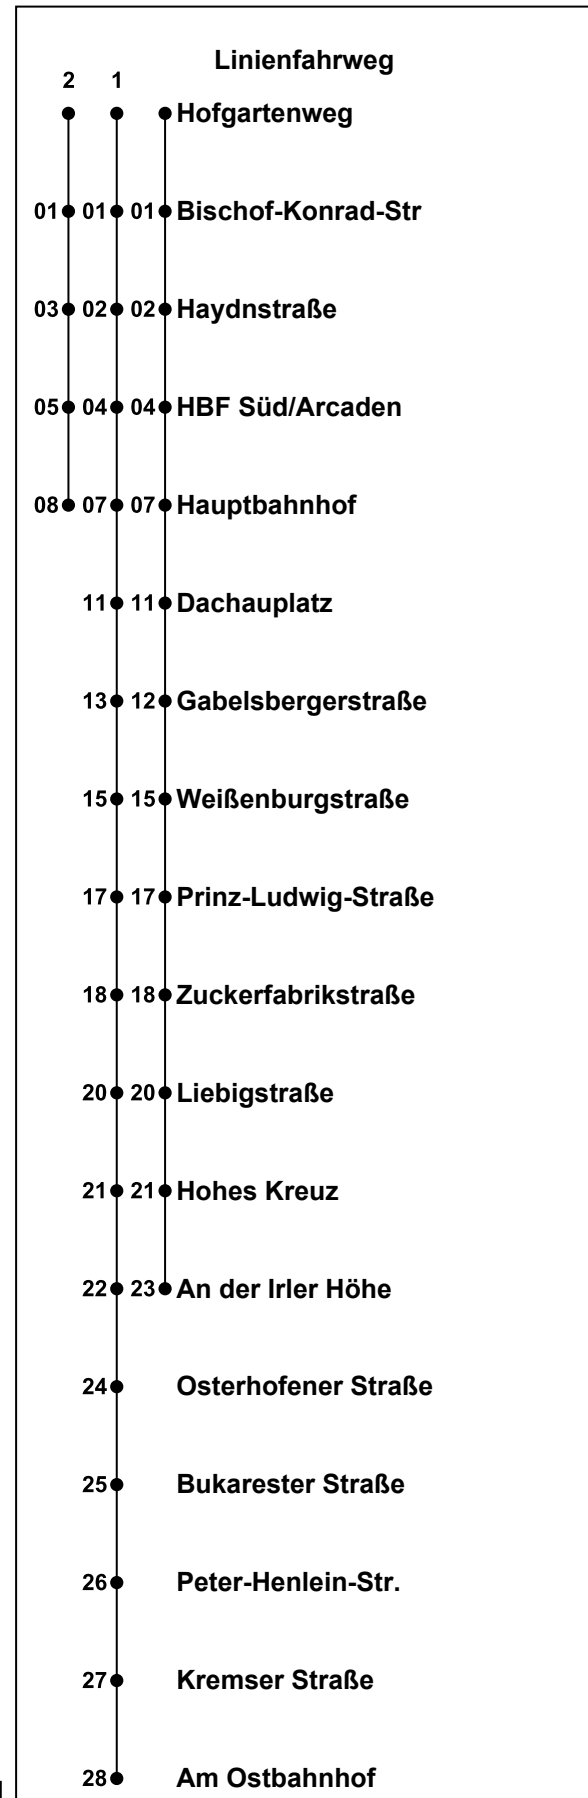 Linienfahrweg
2 1
Hofgartenweg
01 01 01 Bischof-Konrad-Str
03 02 02 Haydnstraße
05 04 04 HBF Süd/Arcaden
08 07 07 Hauptbahnhof
11 11 Dachauplatz
13 12 Gabelsbergerstraße
15 15 Weißenburgstraße
17 17 Prinz-Ludwig-Straße
18 18 Zuckerfabrikstraße
20 20 Liebigstraße
21 21 Hohes Kreuz
22 23 An der Irler Höhe
24 Osterhofener Straße
25 Bukarester Straße
26 Peter-Henlein-Str.
27 Kremser Straße
28 Am Ostbahnhof